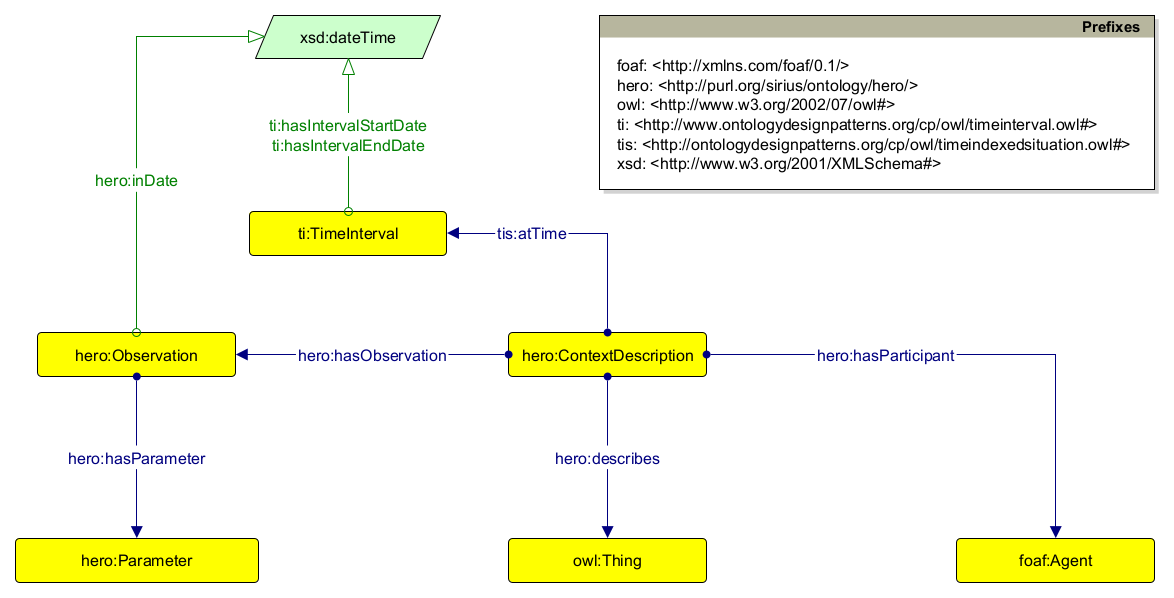 xsd:dateTime
Prefixes
foaf: <http://xmlns.com/foaf/0.1/>
hero: <http://purl.org/sirius/ontology/hero/>
owl: <http://www.w3.org/2002/07/owl#>
ti: <http://www.ontologydesignpatterns.org/cp/owl/timeinterval.owl#>
tis: <http://ontologydesignpatterns.org/cp/owl/timeindexedsituation.owl#>
xsd: <http://www.w3.org/2001/XMLSchema#>
ti:hasIntervalStartDate
ti:hasIntervalEndDate
hero:inDate
ti:TimeInterval
tis:atTime
hero:Observation
hero:hasObservation
hero:ContextDescription
hero:hasParticipant
hero:hasParameter
hero:describes
hero:Parameter
owl:Thing
foaf:Agent